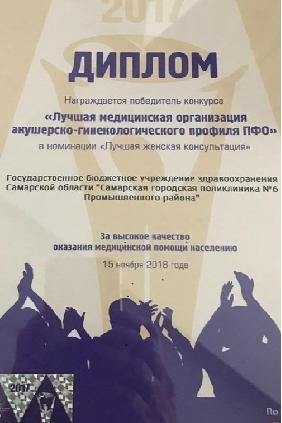 2017
ДИПЛОМ
Награждается победитель конкурса
«Лучшая медицинская организация
акушерско-гинекологического профиля ПФО»
в номинации «Лучшая женская консультация»
Государственное бюджетное учреждение здравоохранения
Самарской области "Самарская городская поликлиника №6
Промышленного района"
За высокое качество
оказания медицинской помощи населению
15 ноября 2018 года
2017
По